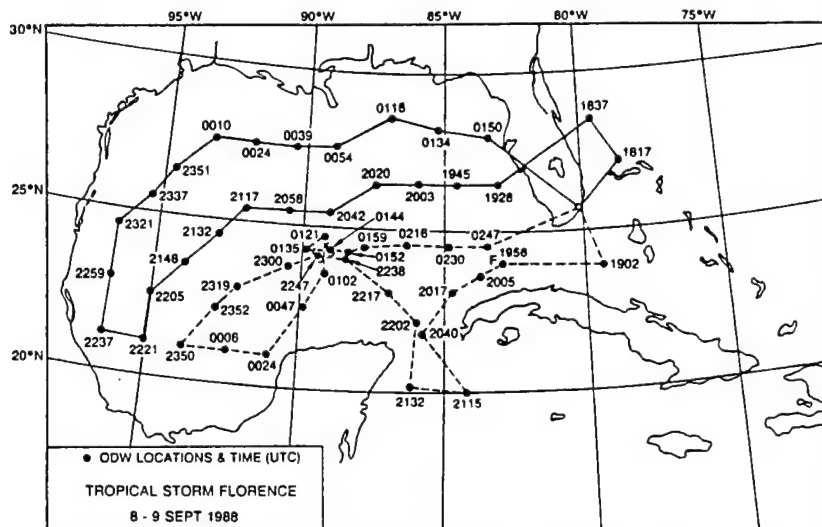 95°W 90°W 85°W 80°W 75°W
30°N
1837
0116
0010 0150
0024 0039 0054 0134
1817
2351
2020 1945
25°N
2337 2117 2058 2003 1928
2042
2321 0144
2132 0121 0216 0247
0159
2148 0135 0230 1956
2300 0152 F
2259 2238 1902
2205 2319 2247 0102 2217 2017 2005
2352 0047
2237 2202
2221 0006 2040
20°N
2350 0024
2132 2115
ODW LOCATIONS & TIME (UTC)
TROPICAL STORM FLORENCE
8 - 9 SEPT 1988